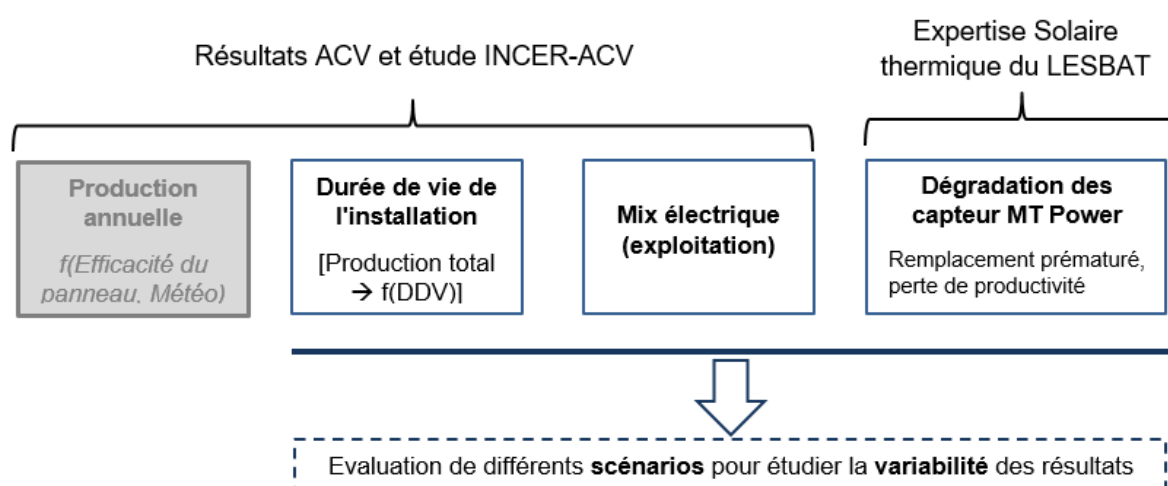 Résultats ACV et étude INCER-ACV
Expertise Solaire
thermique du LESBAT
Production
annuelle
f(Efficacité du
panneau, Météo)
Durée de vie de
l'installation
[Production total
→ f(DDV)]
Mix électrique
(exploitation)
Dégradation des
capteur MT Power
Remplacement prématuré,
perte de productivité
Evaluation de différents scénarios pour étudier la variabilité des résultats